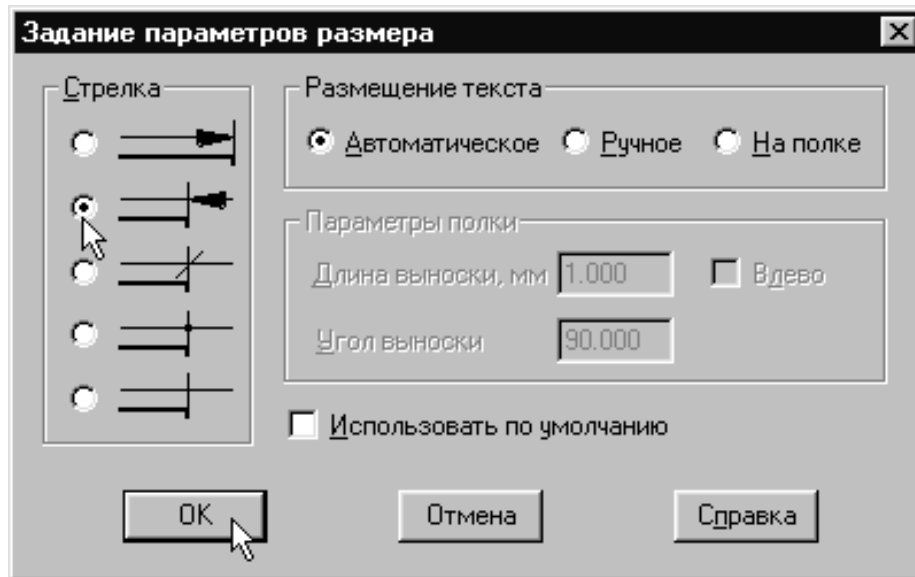 Задание параметров размера
Стрелка
Размещение текста
Автоматическое Ручное На полке
Параметры полки
Длина выноски, мм 1.000 Влево
Угол выноски 90.000
Использовать по умолчанию
OK Отмена Справка